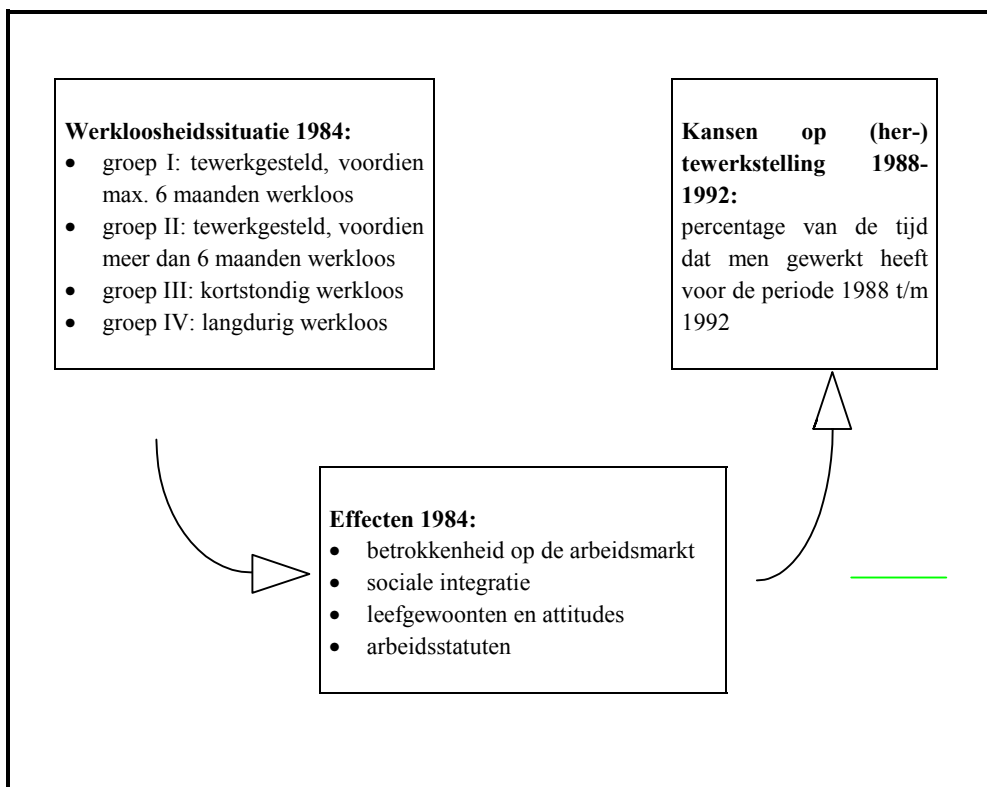 Werkloosheidssituatie 1984:
• groep I: tewerkgesteld, voordien
max. 6 maanden werkloos
• groep II: tewerkgesteld, voordien
meer dan 6 maanden werkloos
• groep III: kortstondig werkloos
• groep IV: langdurig werkloos
Kansen op (her-)
tewerkstelling 1988-
1992:
percentage van de tijd
dat men gewerkt heeft
voor de periode 1988 t/m
1992
Effecten 1984:
• betrokkenheid op de arbeidsmarkt
• sociale integratie
• leefgewoonten en attitudes
• arbeidsstatuten